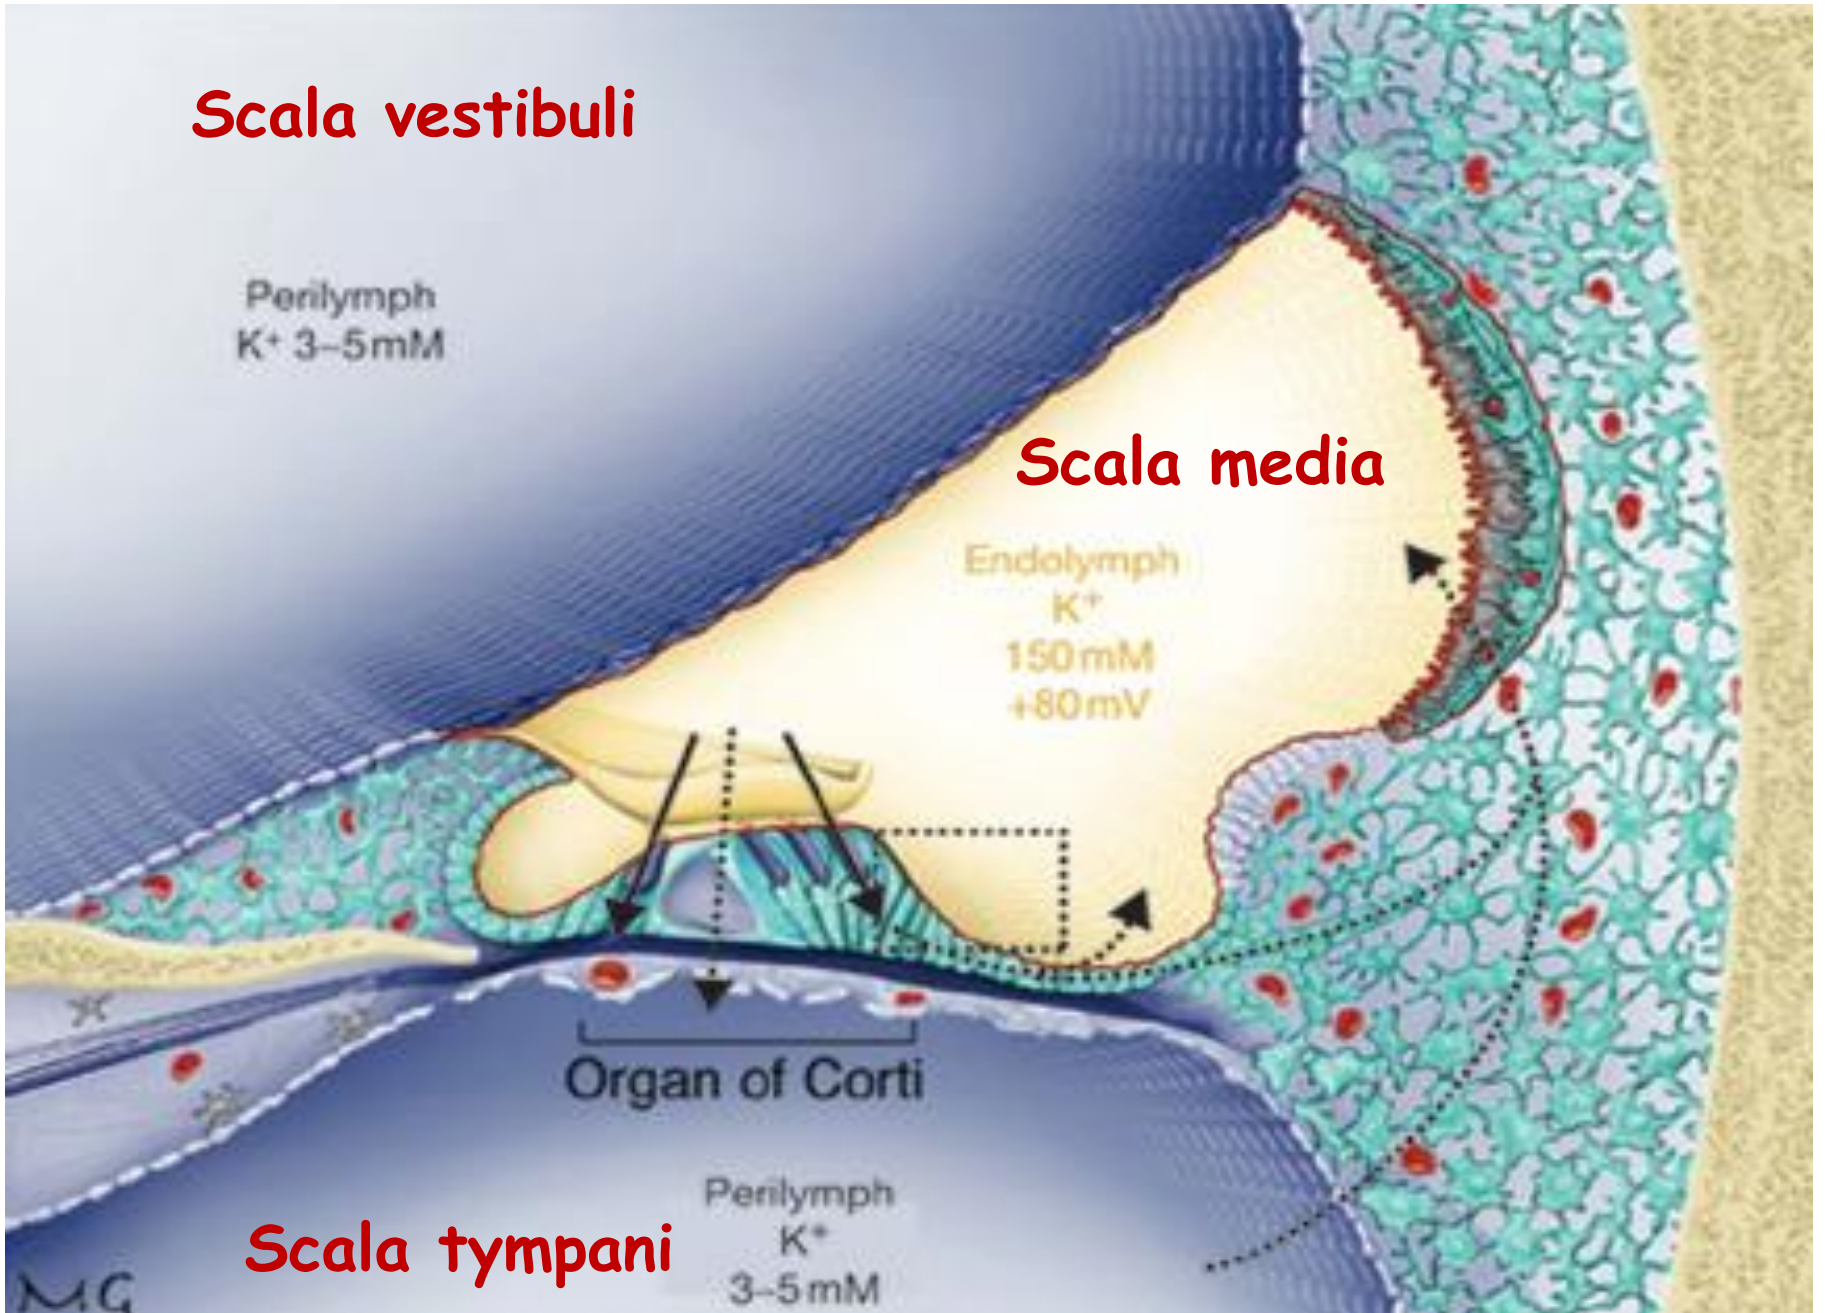 Scala vestibuli
Perilymph
K⁺ 3–5mM
Scala media
Endolymph
K⁺
150mM
+80mV
Organ of Corti
Perilymph
K⁺
3–5mM
Scala tympani
MG